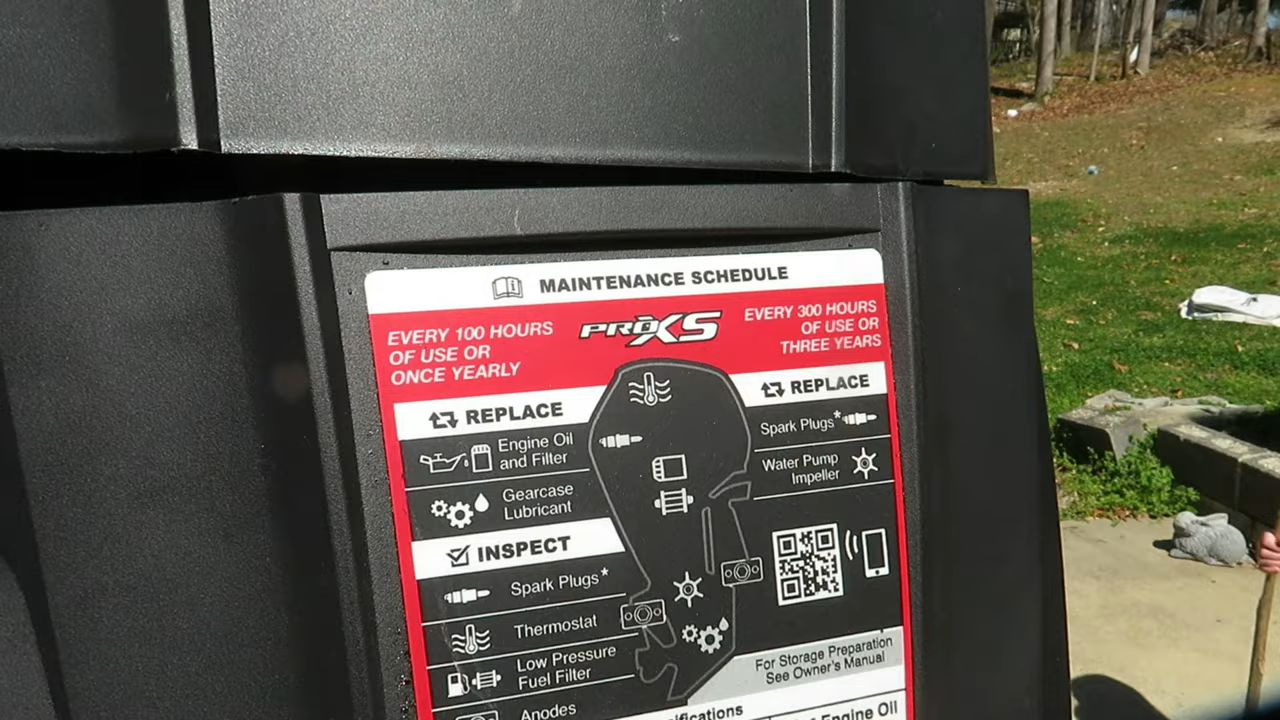 MAINTENANCE SCHEDULE
EVERY 100 HOURS
OF USE OR
ONCE YEARLY
PRO XS
EVERY 300 HOURS
OF USE OR
THREE YEARS
REPLACE
Engine Oil
and Filter
Gearcase
Lubricant
INSPECT
Spark Plugs*
Thermostat
Low Pressure
Fuel Filter
Anodes
REPLACE
Spark Plugs*
Water Pump
Impeller
For Storage Preparation
See Owner's Manual
Engine Oil